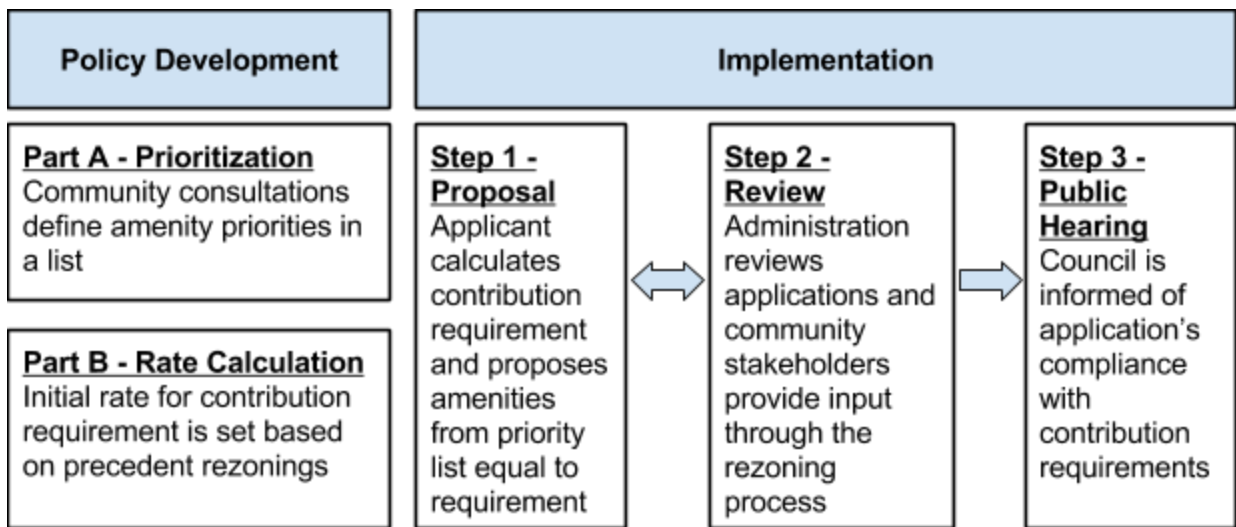 Policy Development
Implementation
Part A - Prioritization
Community consultations
define amenity priorities in
a list
Part B - Rate Calculation
Initial rate for contribution
requirement is set based
on precedent rezonings
Step 1 -
Proposal
Applicant
calculates
contribution
requirement
and proposes
amenities
from priority
list equal to
requirement
Step 2 -
Review
Administration
reviews
applications and
community
stakeholders
provide input
through the
rezoning
process
Step 3 -
Public
Hearing
Council is
informed of
application’s
compliance
with
contribution
requirements